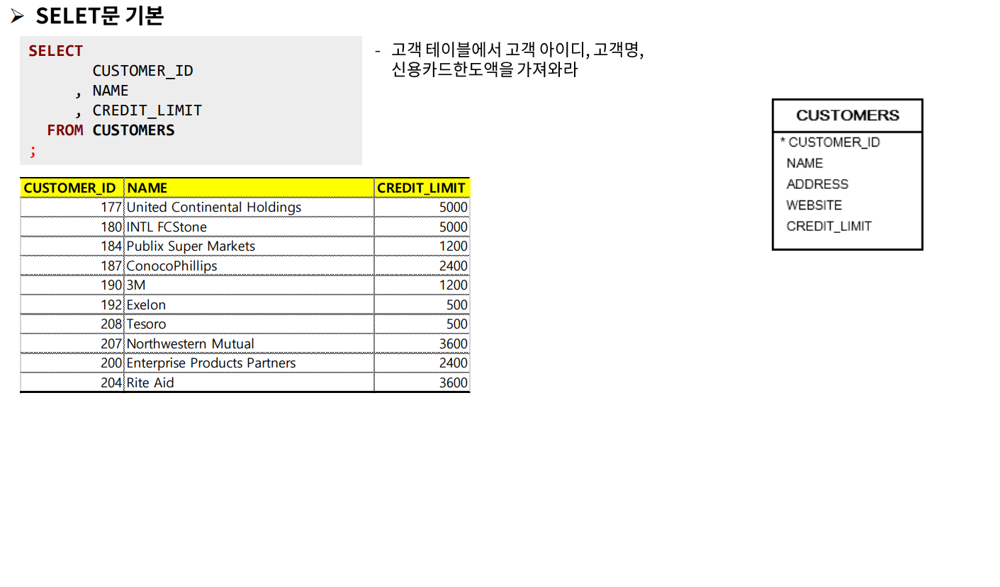 ➢ SELET문 기본
SELECT
CUSTOMER_ID
, NAME
, CREDIT_LIMIT
FROM CUSTOMERS
;
- 고객 테이블에서 고객 아이디, 고객명,
신용카드한도액을 가져와라
CUSTOMERS
* CUSTOMER_ID
NAME
ADDRESS
WEBSITE
CREDIT_LIMIT
CUSTOMER_ID NAME CREDIT_LIMIT
177 United Continental Holdings 5000
180 INTL FCStone 5000
184 Publix Super Markets 1200
187 ConocoPhillips 2400
190 3M 1200
192 Exelon 500
208 Tesoro 500
207 Northwestern Mutual 3600
200 Enterprise Products Partners 2400
204 Rite Aid 3600